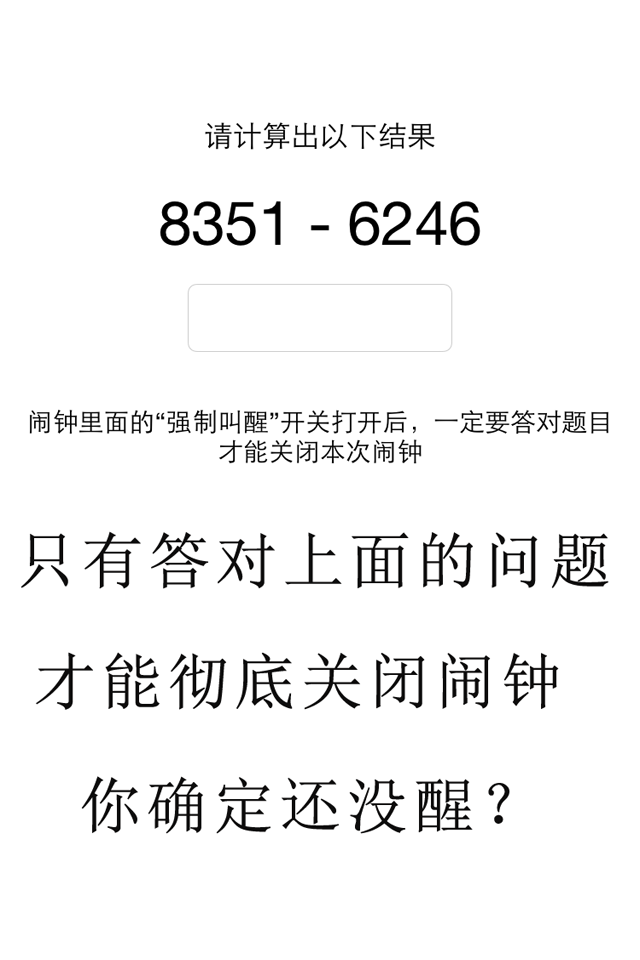 请计算出以下结果
8351 - 6246
闹钟里面的“强制叫醒”开关打开后，一定要答对题目
才能关闭本次闹钟
只有答对上面的问题
才能彻底关闭闹钟
你确定还没醒？